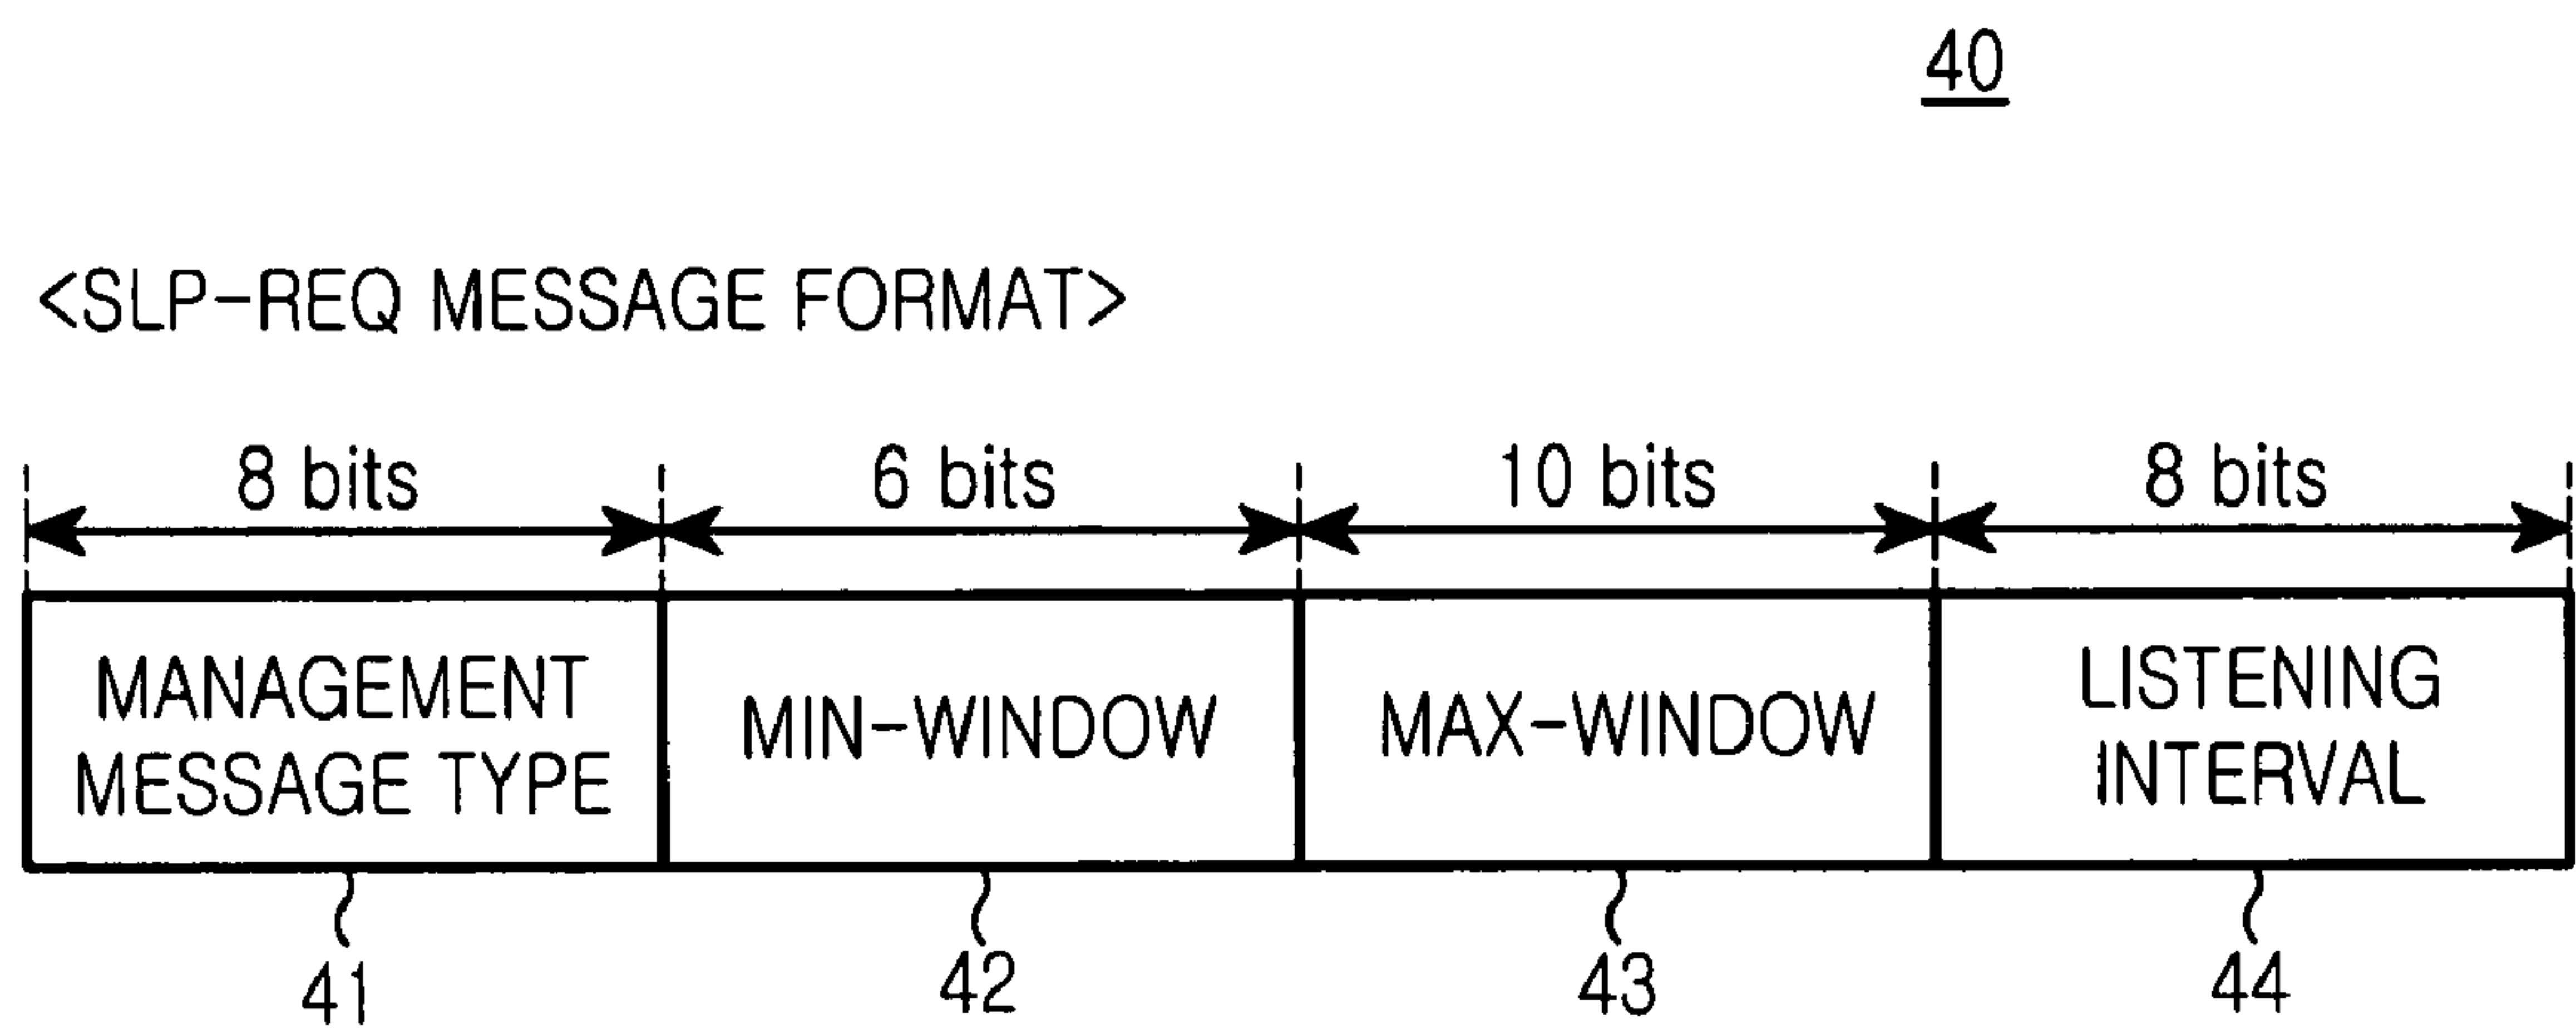 40
<SLP-REQ MESSAGE FORMAT>
8 bits 6 bits 10 bits 8 bits
MANAGEMENT
MESSAGE TYPE
MIN-WINDOW
MAX-WINDOW
LISTENING
INTERVAL
41 42 43 44